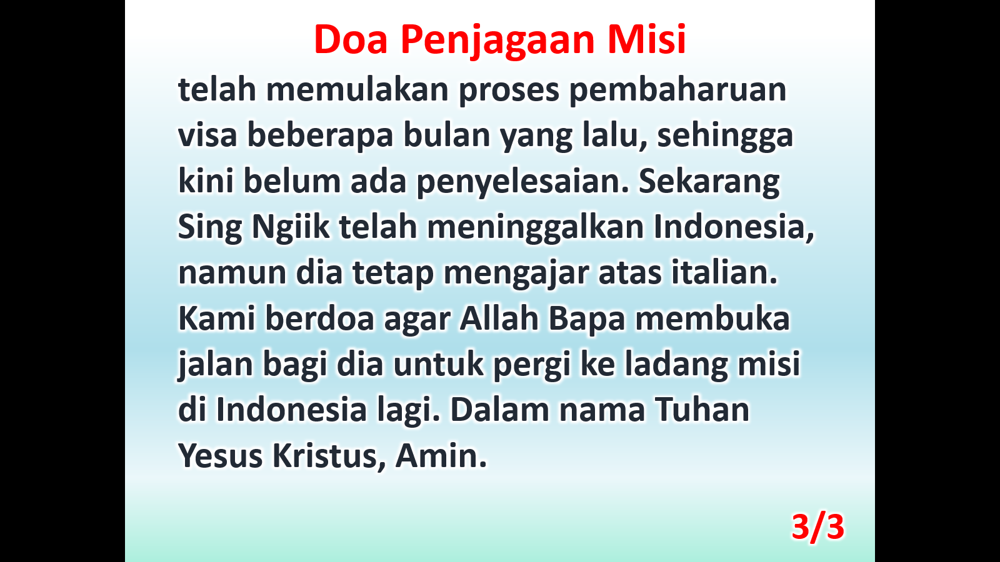 Doa Penjagaan Misi
telah memulakan proses pembaharuan
visa beberapa bulan yang lalu, sehingga
kini belum ada penyelesaian. Sekarang
Sing Ngiik telah meninggalkan Indonesia,
namun dia tetap mengajar atas italian.
Kami berdoa agar Allah Bapa membuka
jalan bagi dia untuk pergi ke ladang misi
di Indonesia lagi. Dalam nama Tuhan
Yesus Kristus, Amin.
3/3